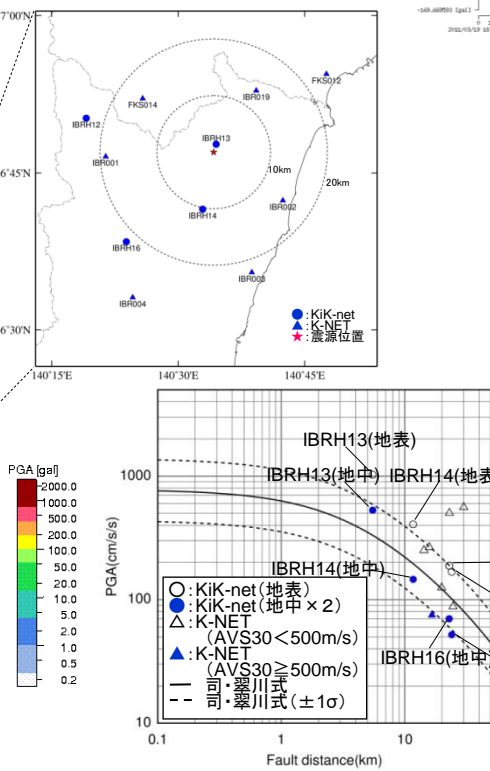 -169.669593 [gal]
2011/03/19 18
7˚00'N
FKS012
IBR019
FKS014
IBRH12
IBRH13
IBR001
10km
20km
6˚45'N
IBR002
IBRH14
IBRH16
IBR003
IBR004
●:KiK-net
▲:K-NET
★:震源位置
6˚30'N
140˚15'E
140˚30'E
140˚45'E
PGA [gal]
2000.0
1000.0
500.0
200.0
100.0
50.0
20.0
10.0
5.0
2.0
1.0
0.5
0.2
PGA(cm/s/s)
1000
100
10
IBRH13(地表)
IBRH13(地中)
IBRH14(地表
IBRH14(地中)
IBRH16(地中
○:KiK-net(地表)
●:KiK-net(地中×2)
△:K-NET
(AVS30<500m/s)
▲:K-NET
(AVS30≧500m/s)
― 司・翠川式
--- 司・翠川式(±1σ)
0.1
1
10
Fault distance(km)